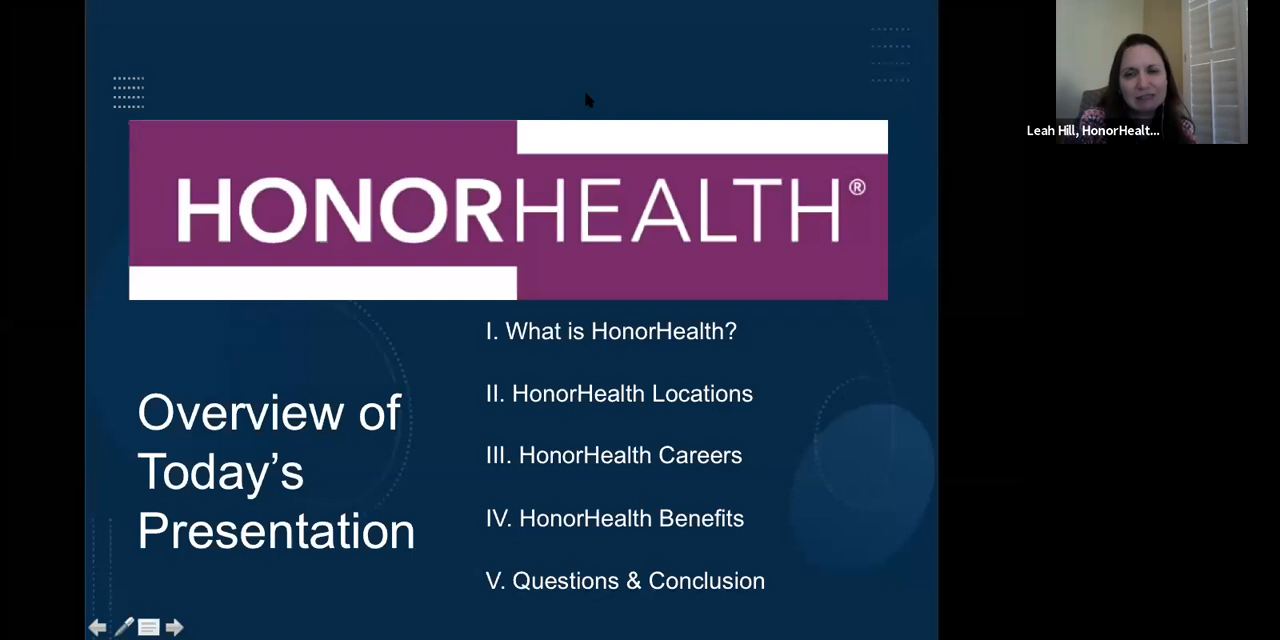 HONORHEALTH®
Leah Hill, HonorHealt...
I. What is HonorHealth?
II. HonorHealth Locations
III. HonorHealth Careers
IV. HonorHealth Benefits
V. Questions & Conclusion
Overview of
Today’s
Presentation